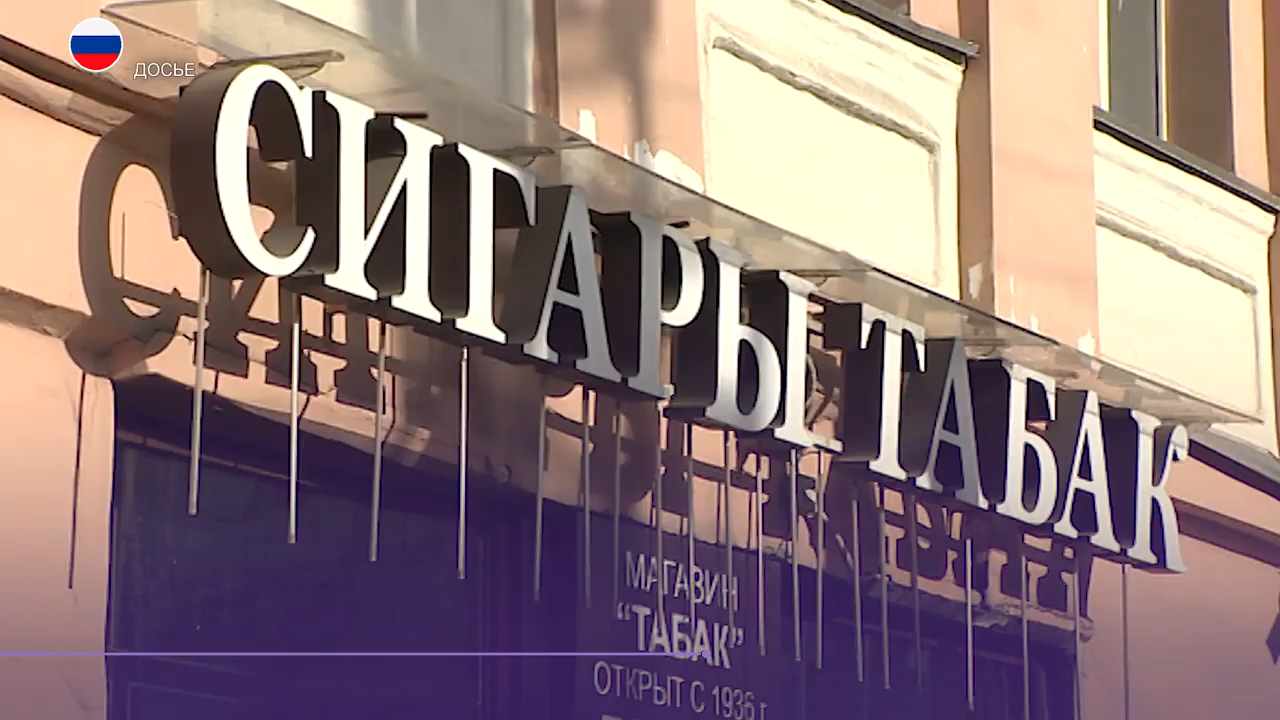 ДОСЬЕ
СИГАРЫ ТАБАК
МАГАЗИН
“ТАБАК”
ОТКРЫТ С 1936 г.